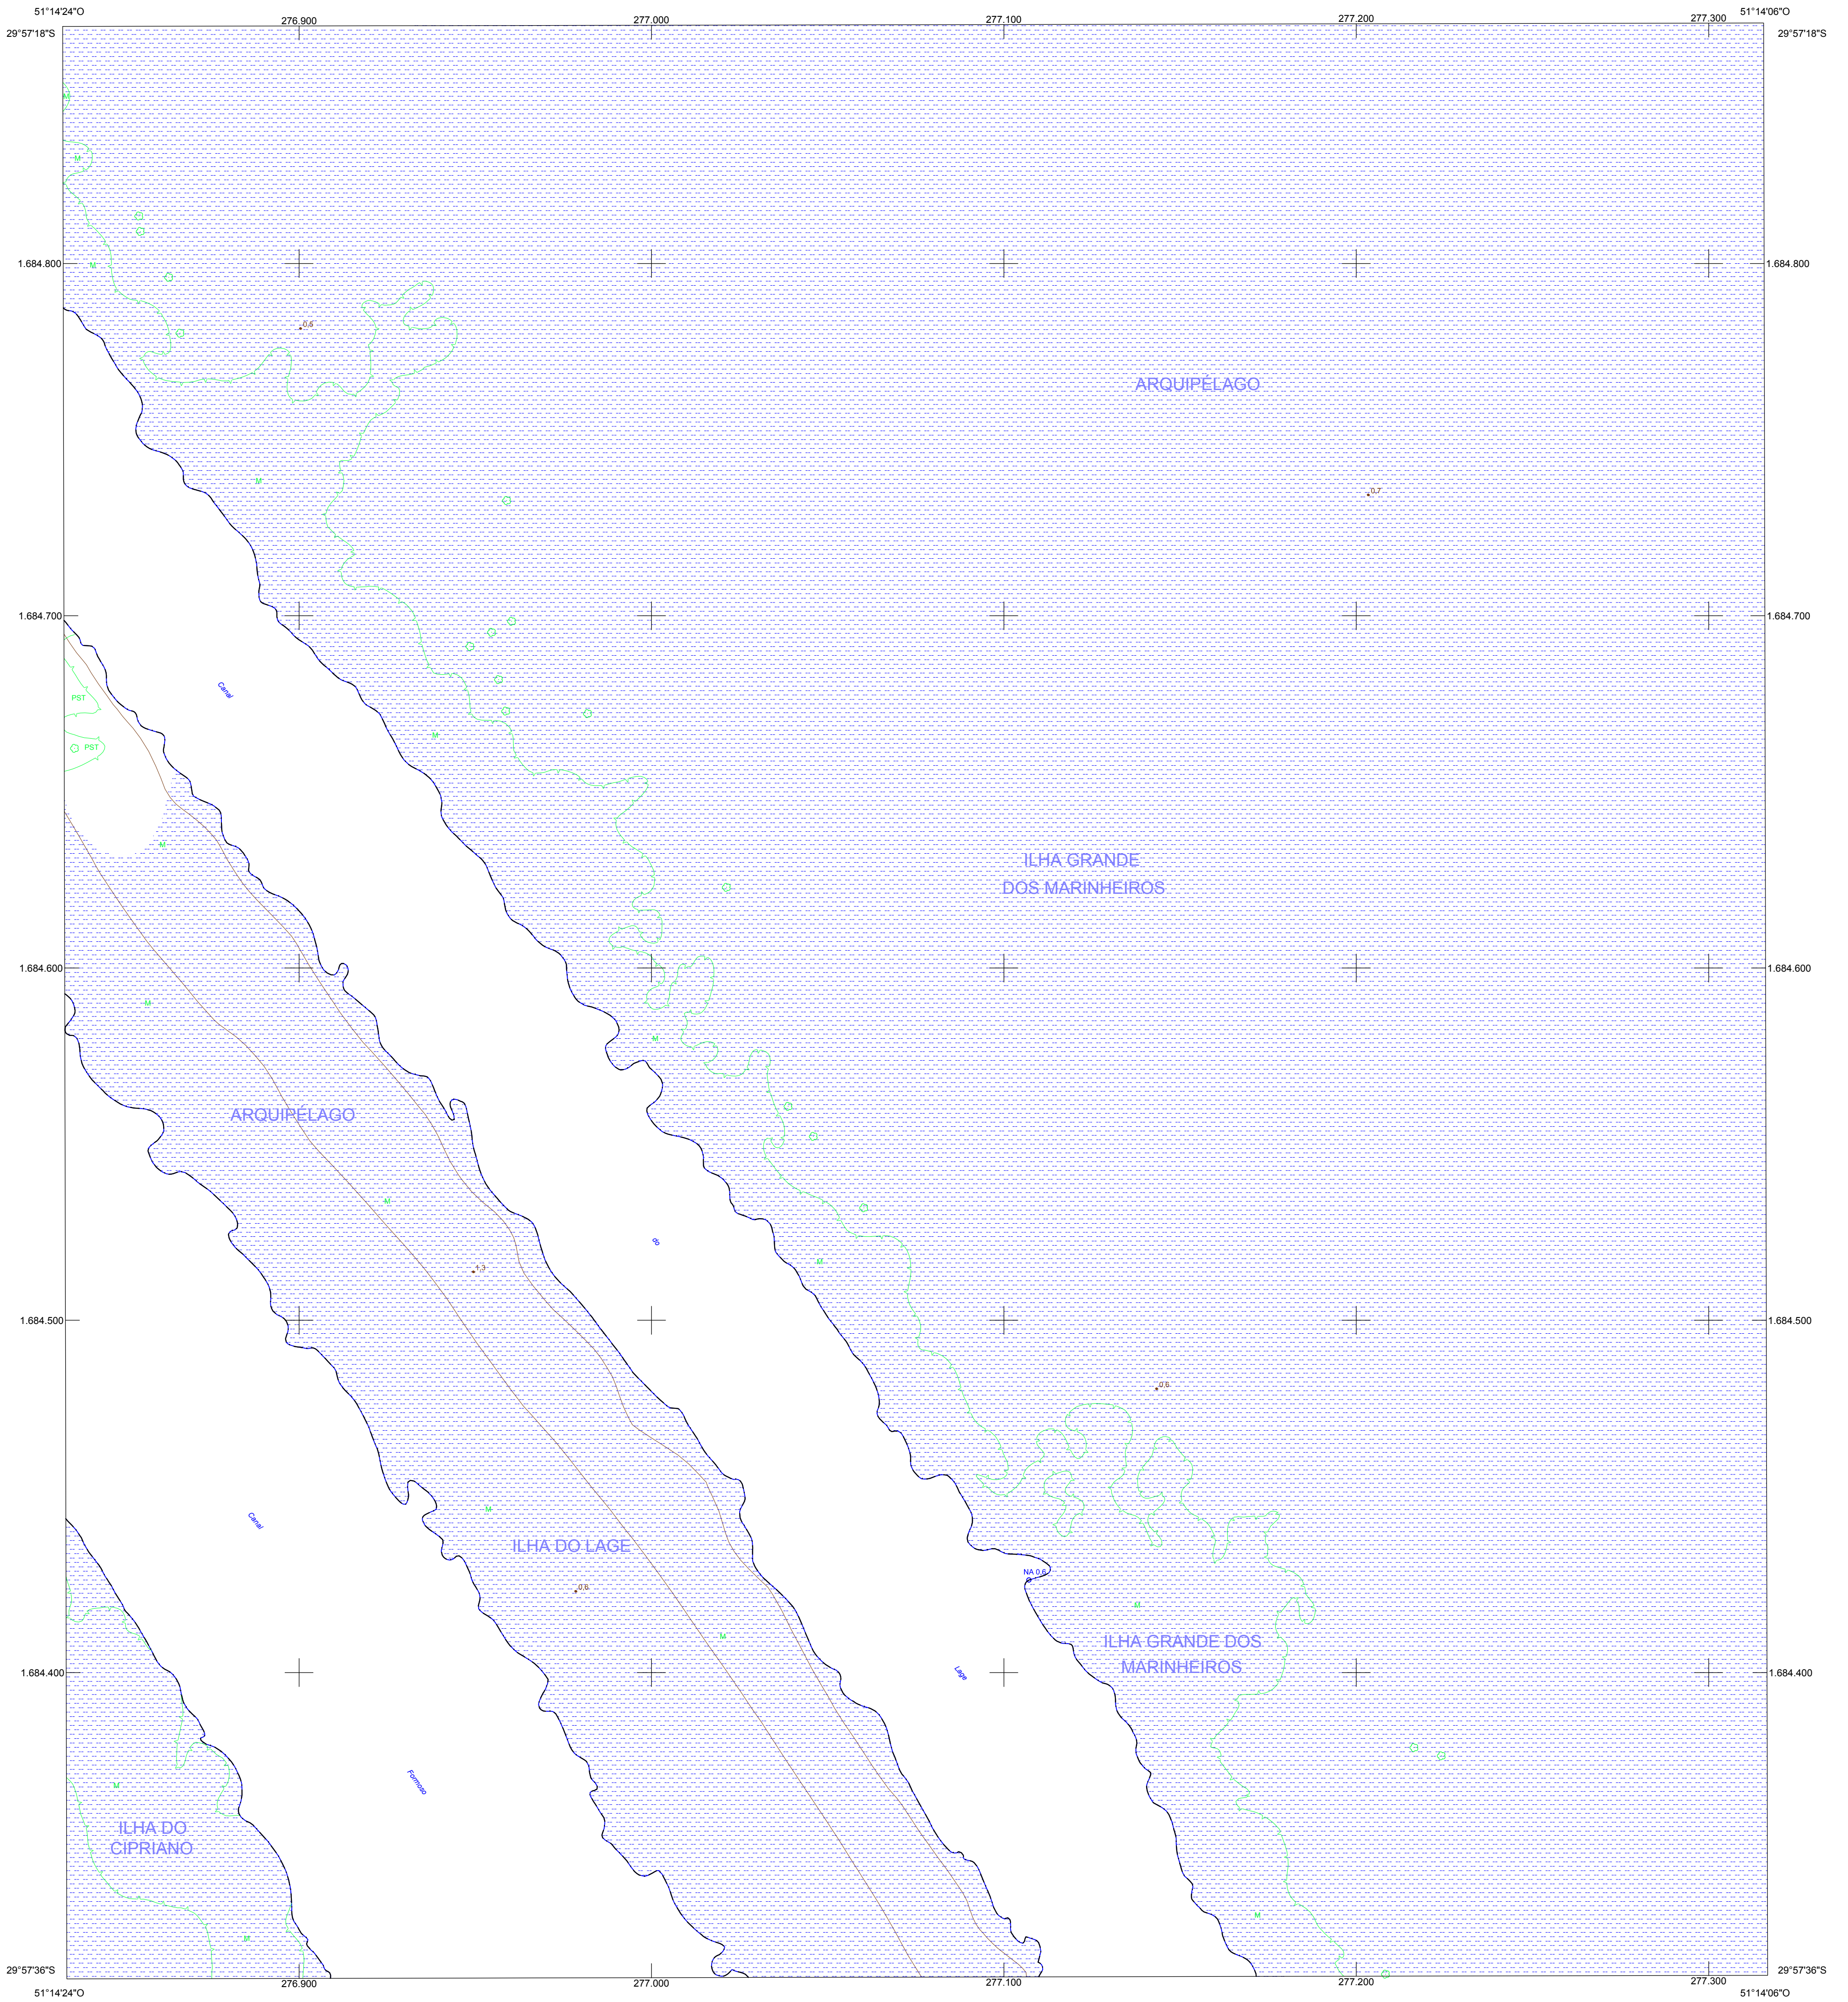 51°14'24"O
276.900
277.000
277.100
277.200
277.300
51°14'06"O
29°57'18"S
29°57'18"S
M
M
1.684.800
M
1.684.800
0,5
ARQUIPÉLAGO
M
0,7
1.684.700
1.684.700
Canal
PST
M
PST
M
ILHA GRANDE
DOS MARINHEIROS
1.684.600
1.684.600
M
M
ARQUIPÉLAGO
M
do
M
1,3
1.684.500
1.684.500
0,6
M
Canal
ILHA DO LAGE
NA 0,6
0,6
M
M
ILHA GRANDE DOS
MARINHEIROS
1.684.400
Lage
1.684.400
Formoso
M
ILHA DO
CIPRIANO
M
M
29°57'36"S
29°57'36"S
51°14'24"O
276.900
277.000
277.100
277.200
277.300
51°14'06"O